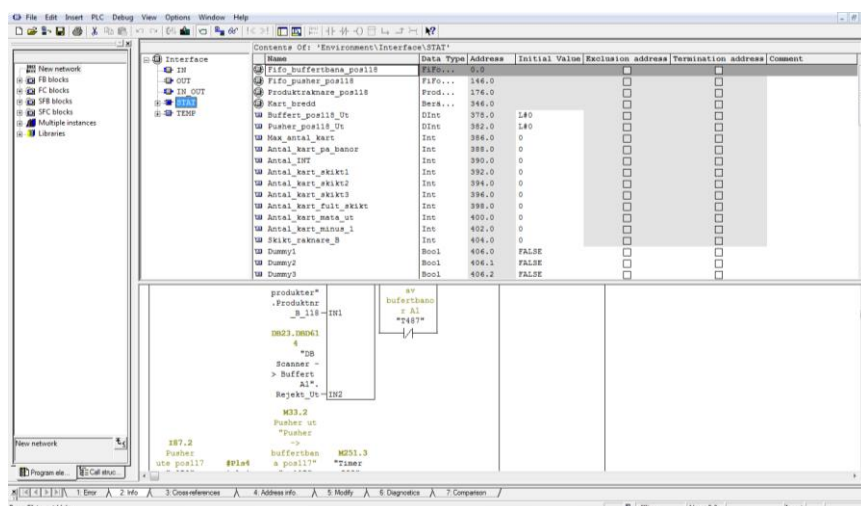 File Edit Insert PLC Debug View Options Window Help
Contents Of: 'Environment\Interface\STAT'
New network
FB blocks
FC blocks
SFB blocks
SFC blocks
Multiple instances
Libraries
Interface
IN
OUT
IN_OUT
STAT
TEMP
Name Data Type Address Initial Value Exclusion address Termination address Comment
Fifo_buffertbana_pos118 FiFo... 0.0
Fifo_pusher_pos118 FiFo... 146.0
Produktraknare_pos118 Prod... 176.0
Kart_bredd Berä... 346.0
Buffert_pos118_Ut DInt 378.0 L#0
Pusher_pos118_Ut DInt 382.0 L#0
Max_antal_kart Int 386.0 0
Antal_kart_pa_banor Int 388.0 0
Antal_INT Int 390.0 0
Antal_kart_skikt1 Int 392.0 0
Antal_kart_skikt2 Int 394.0 0
Antal_kart_skikt3 Int 396.0 0
Antal_kart_fult_skikt Int 398.0 0
Antal_kart_mata_ut Int 400.0 0
Antal_kart_minus_1 Int 402.0 0
Skikt_raknare_B Int 404.0 0
Dummy1 Bool 406.0 FALSE
Dummy2 Bool 406.1 FALSE
Dummy3 Bool 406.2 FALSE
produkter"
.Produktnr
_B_118 IN1
DB23.DBD61
4
"DB
Scanner -
> Buffert
A1".
Rejekt_Ut IN2
av
bufertbano
r A1
"T487"
M33.2
Pusher ut
"Pusher
->
buffertban
a pos117"
I87.2
Pusher
ute pos117
M251.3
"Timer
New network
Program ele... Call struc...
1: Error 2: Info 3: Cross-references 4: Address info. 5: Modify 6: Diagnostics 7: Comparison